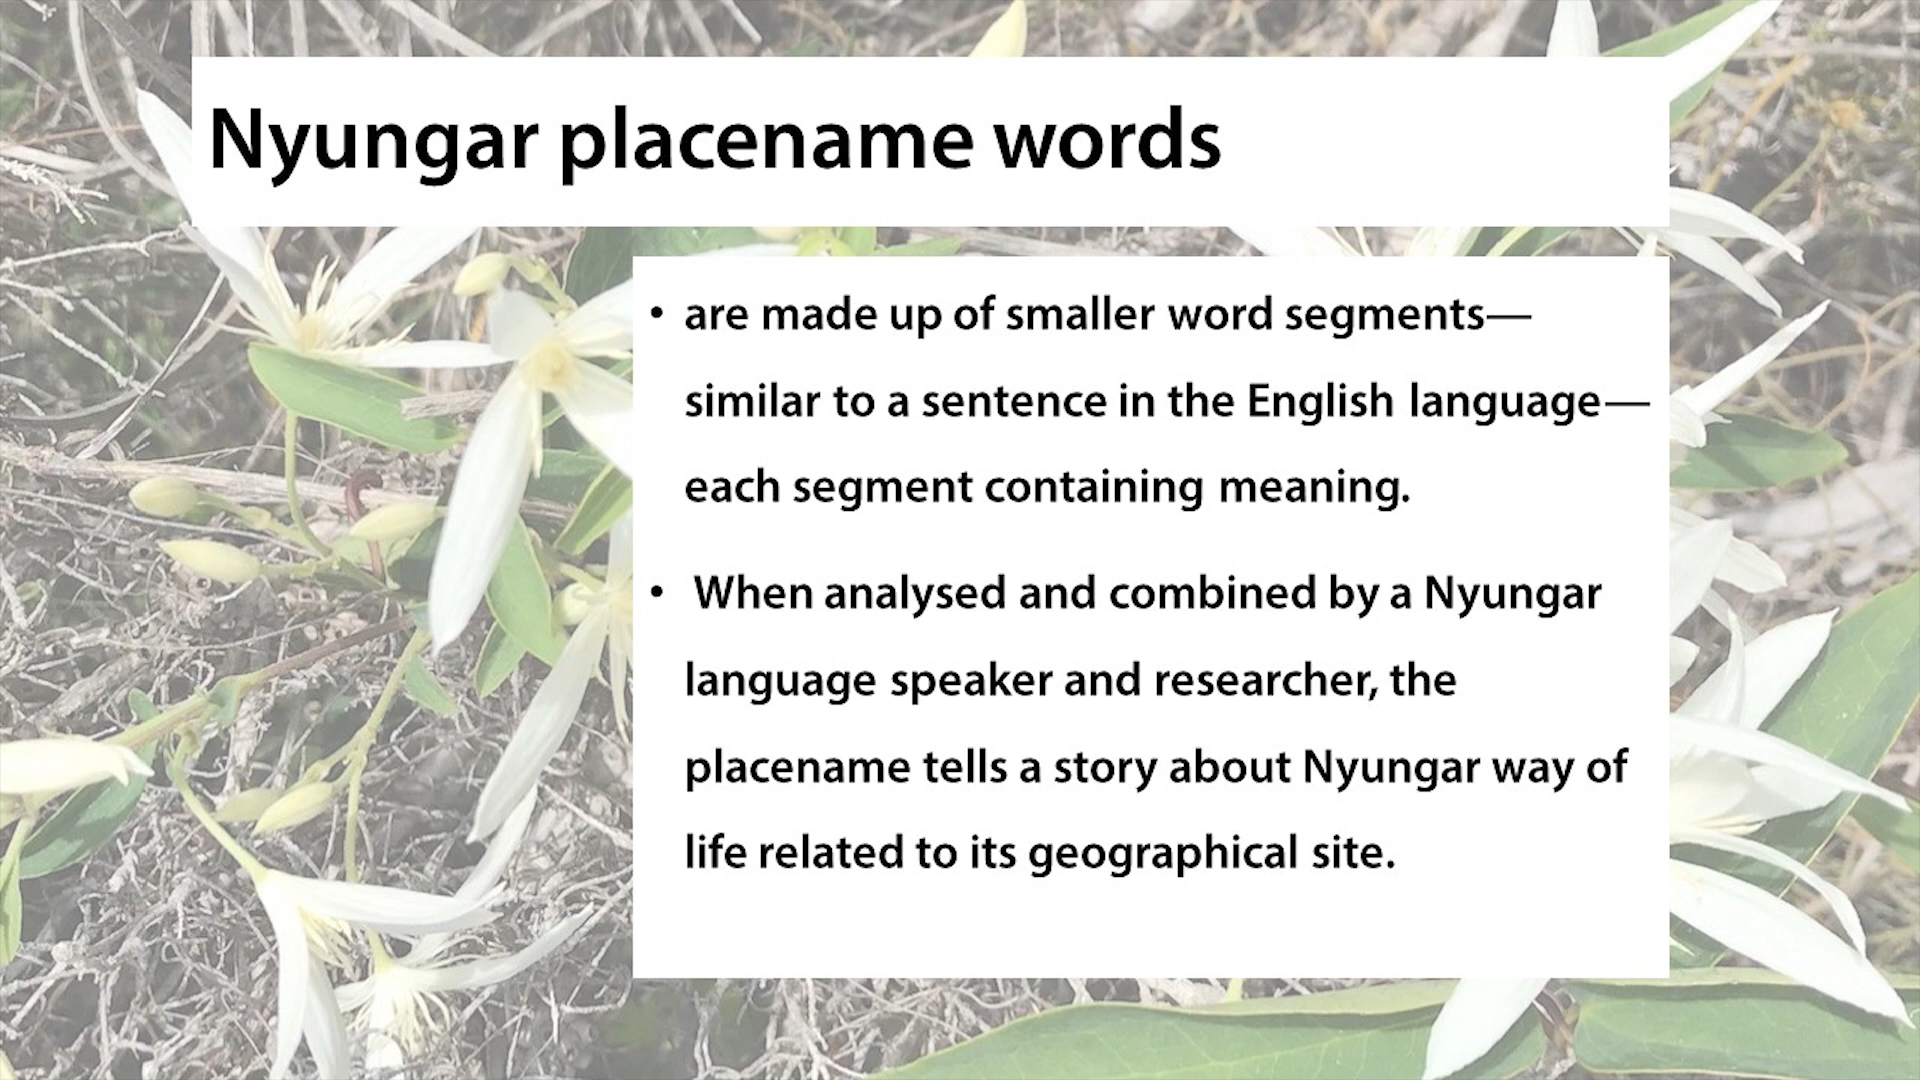 Nyungar placename words
• are made up of smaller word segments—
similar to a sentence in the English language—
each segment containing meaning.
• When analysed and combined by a Nyungar
language speaker and researcher, the
placename tells a story about Nyungar way of
life related to its geographical site.